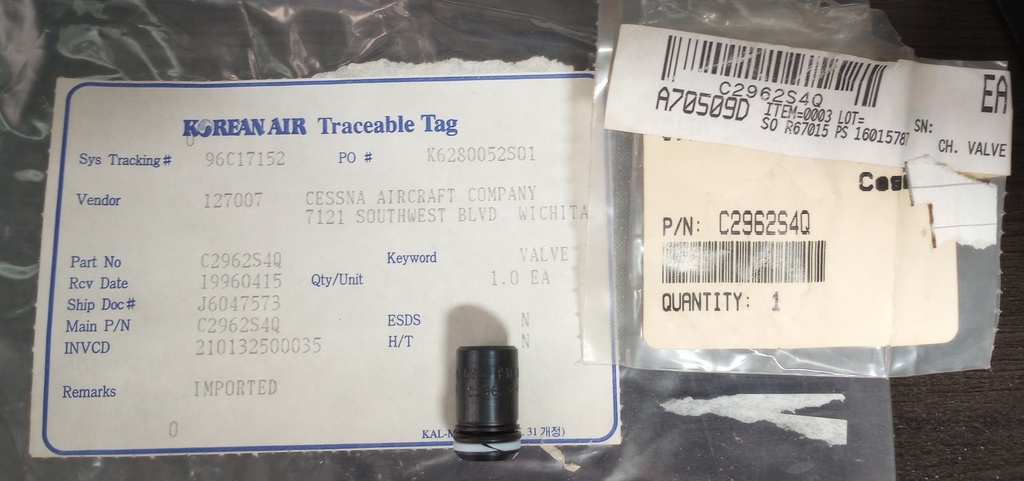 KOREAN AIR Traceable Tag
Sys Tracking# 96C17152 PO # K6280052S01
Vendor 127007 CESSNA AIRCRAFT COMPANY
7121 SOUTHWEST BLVD WICHITA
Part No C2962S4Q Keyword VALVE
Rcv Date 19960415 Qty/Unit 1.0 EA
Ship Doc# J6047573
Main P/N C2962S4Q ESDS N
INVCD 210132500035 H/T N
Remarks IMPORTED
0
31 개정)
C2962S4Q
A70509D ITEM=0003 LOT=
SO R67015 PS 16015787
EA
SN:
CH. VALVE
P/N: C2962S4Q
QUANTITY: 1